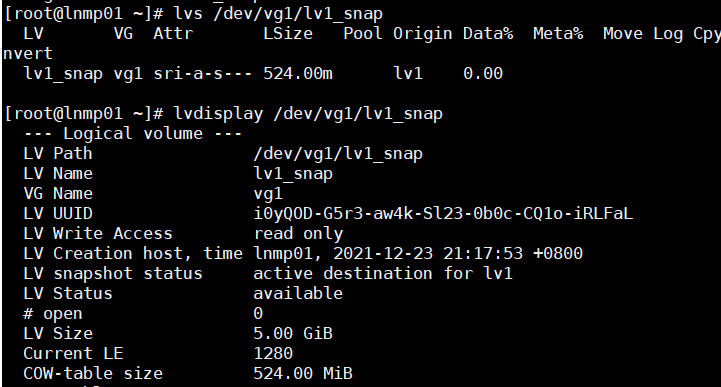 [root@lnmp01 ~]# lvs /dev/vg1/lv1_snap
LV VG Attr LSize Pool Origin Data% Meta% Move Log Cpy
nvert
lv1_snap vg1 sri-a-s--- 524.00m lv1 0.00
[root@lnmp01 ~]# lvdisplay /dev/vg1/lv1_snap
--- Logical volume ---
LV Path /dev/vg1/lv1_snap
LV Name lv1_snap
VG Name vg1
LV UUID i0yQOD-G5r3-aw4k-Sl23-0b0c-CQ1o-iRLFaL
LV Write Access read only
LV Creation host, time lnmp01, 2021-12-23 21:17:53 +0800
LV snapshot status active destination for lv1
LV Status available
# open 0
LV Size 5.00 GiB
Current LE 1280
COW-table size 524.00 MiB